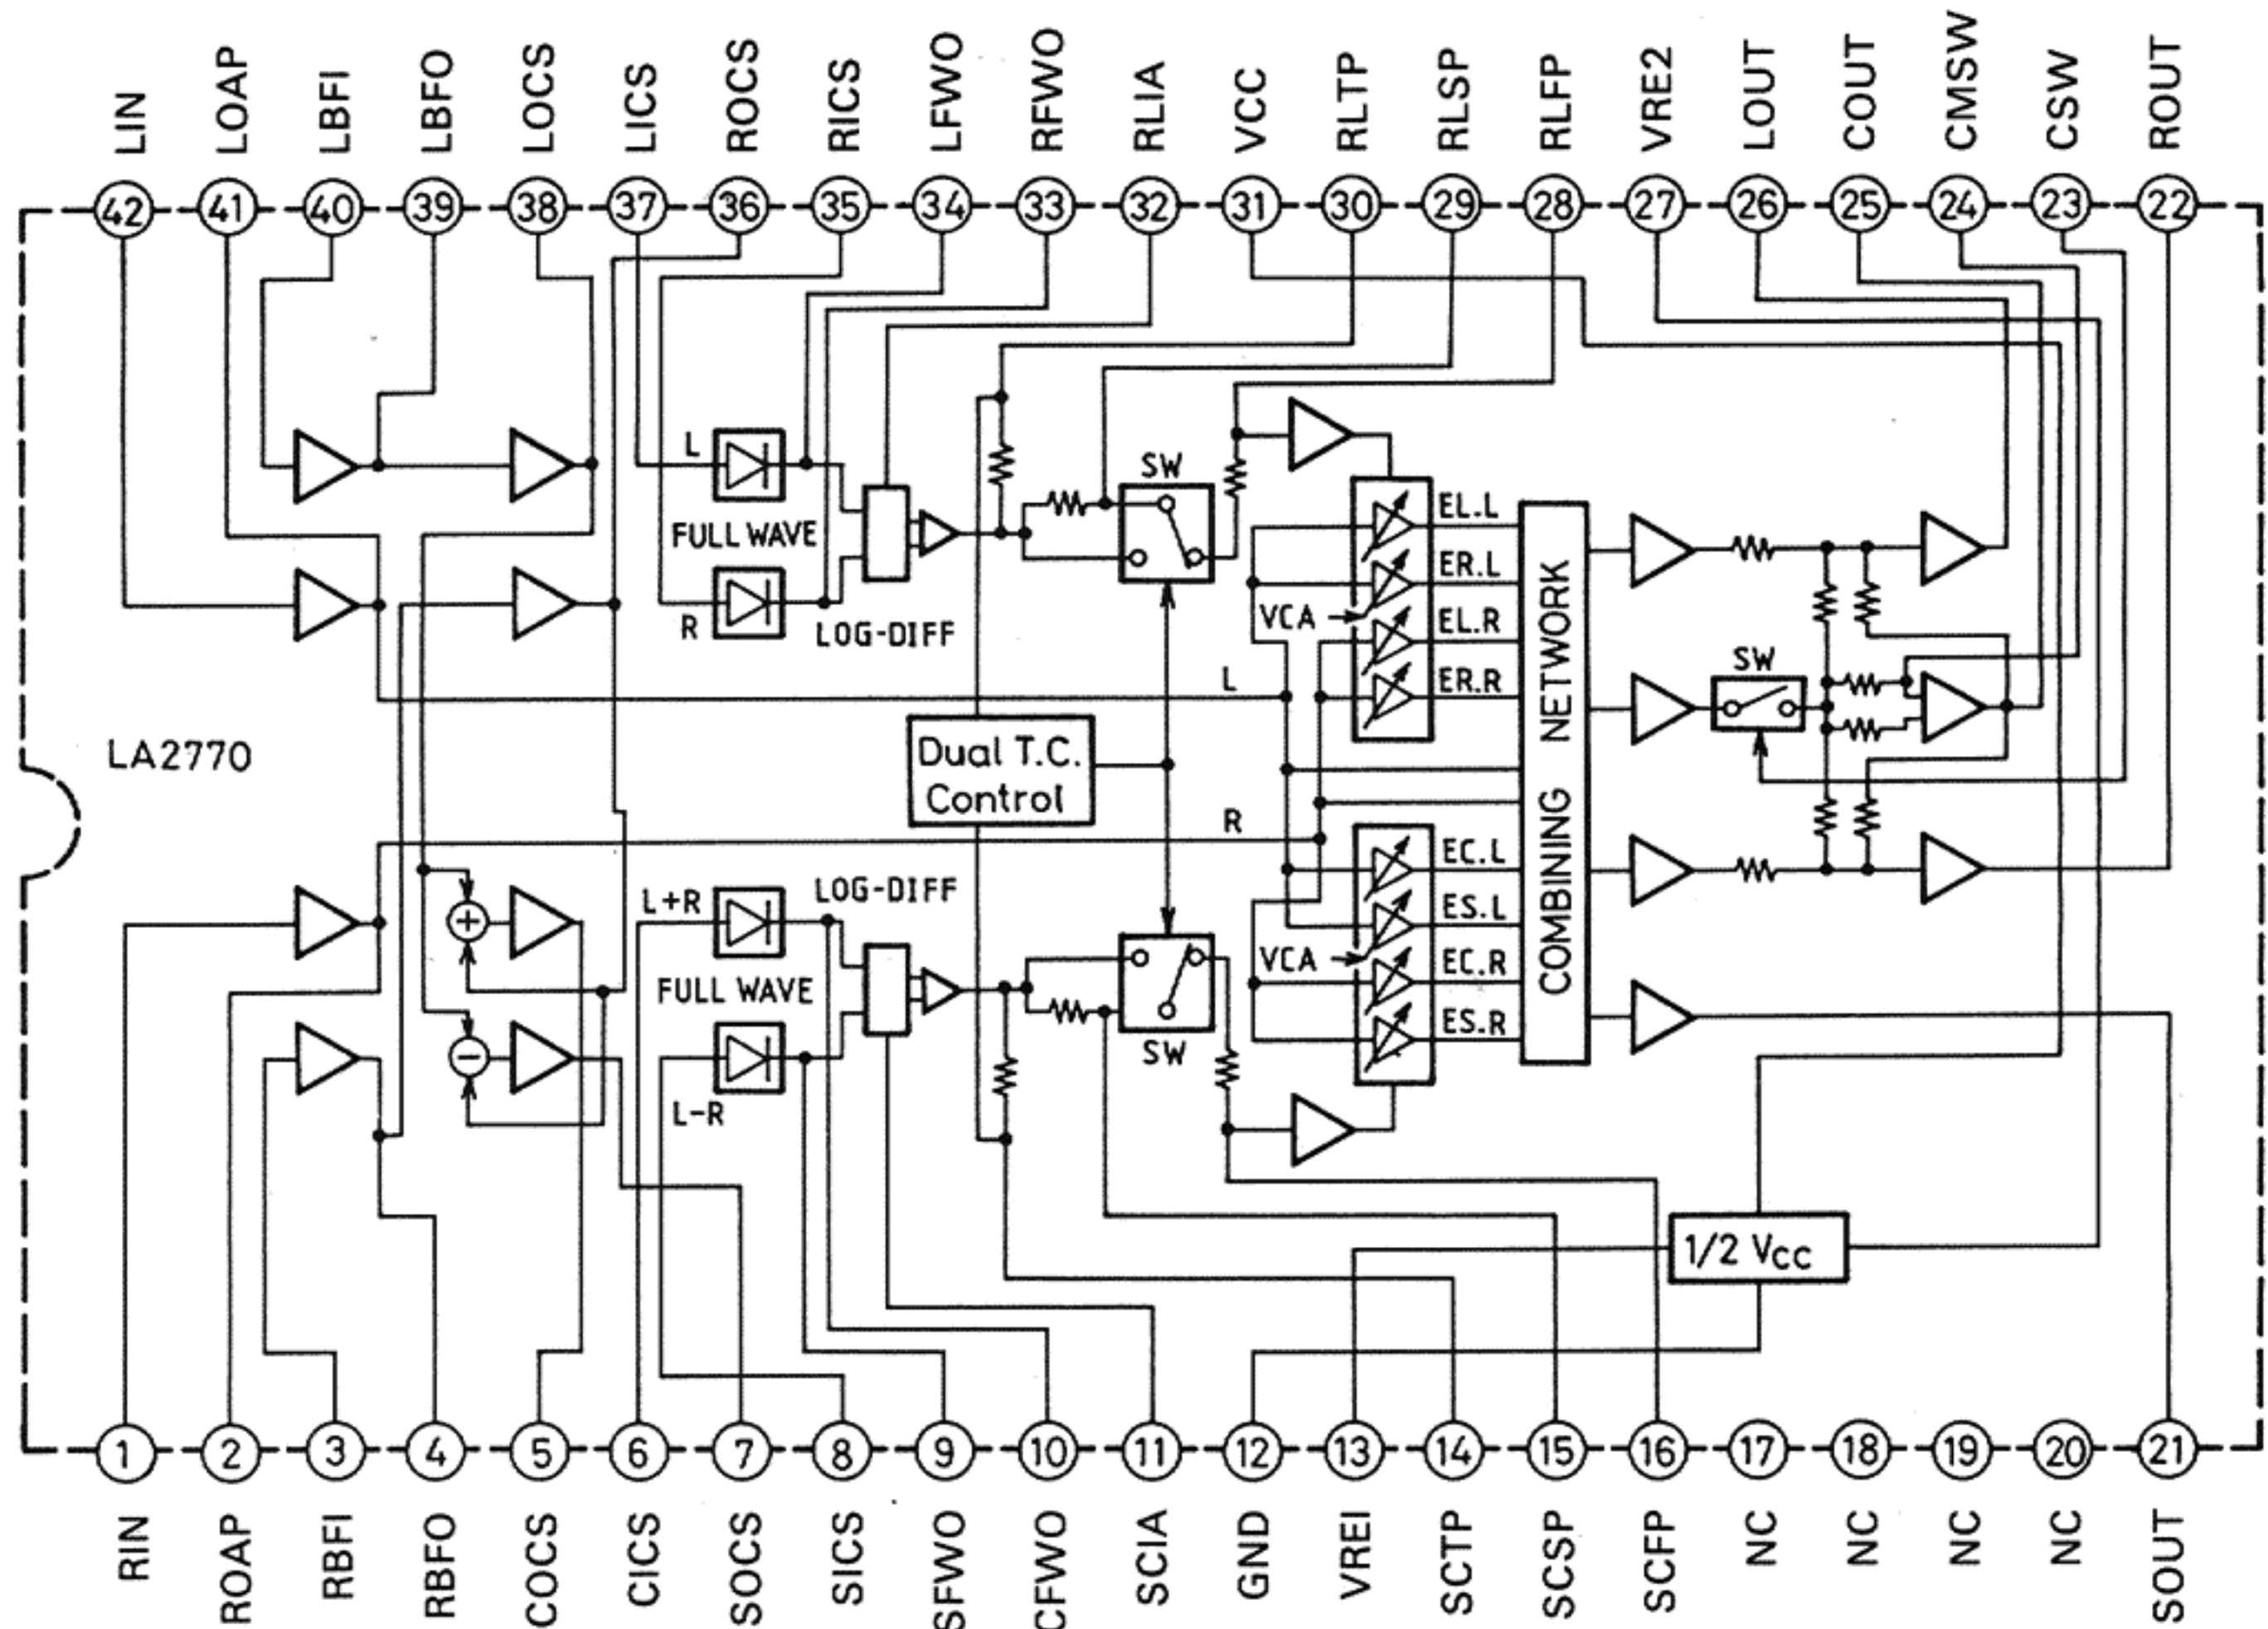 LIN LOAP LBFI LBFO LOCS LICS ROCS RICS LFWO RFWO RLIA VCC RLTP RLSP RLFP VRE2 LOUT COUT CMSW CSW ROUT
42 41 40 39 38 37 36 35 34 33 32 31 30 29 28 27 26 25 24 23 22
L
FULL WAVE
R
LOG-DIFF
SW
EL.L
ER.L
VCA
EL.R
ER.R
L
SW
LA2770
Dual T.C.
Control
COMBINING NETWORK
R
L+R
LOG-DIFF
+
FULL WAVE
−
L-R
SW
EC.L
ES.L
VCA
EC.R
ES.R
1/2 VCC
1 2 3 4 5 6 7 8 9 10 11 12 13 14 15 16 17 18 19 20 21
RIN ROAP RBFI RBFO COCS CICS SOCS SICS SFWO CFWO SCIA GND VREI SCTP SCSP SCFP NC NC NC NC SOUT